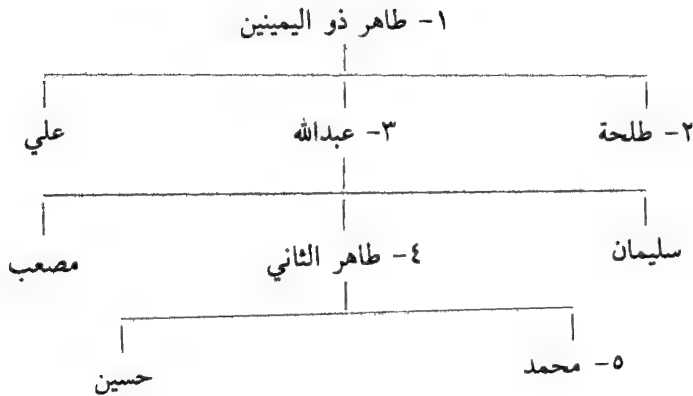 ١- طاهر ذو اليمينين
٢- طلحة ٣- عبدالله علي
سليمان ٤- طاهر الثاني مصعب
٥- محمد حسين